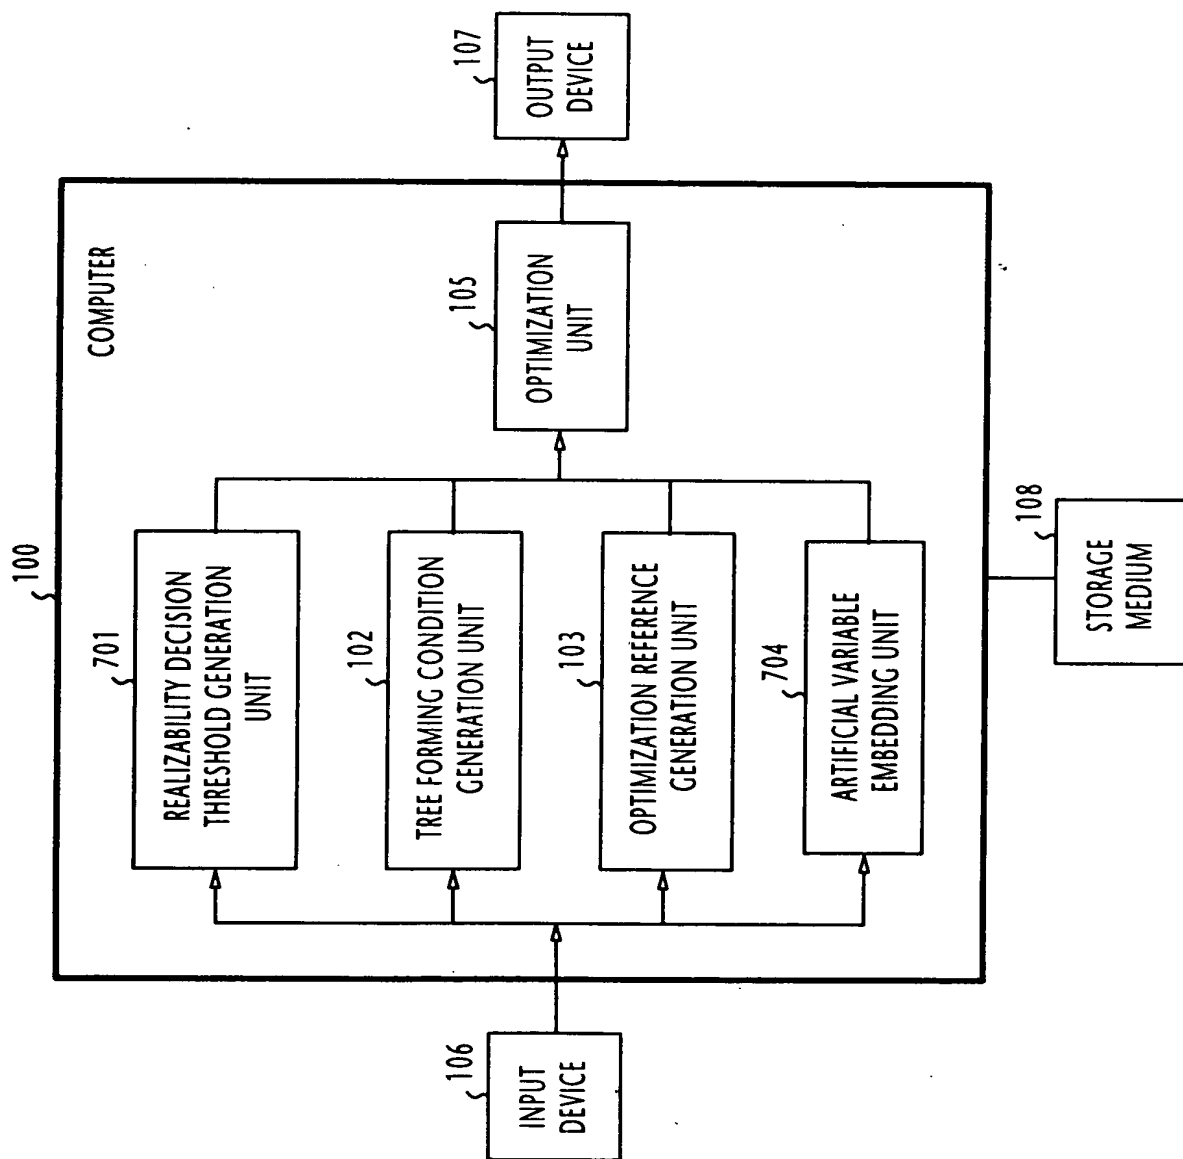 100
COMPUTER
106
INPUT
DEVICE
701
REALIZABILITY DECISION
THRESHOLD GENERATION
UNIT
102
TREE FORMING CONDITION
GENERATION UNIT
103
OPTIMIZATION REFERENCE
GENERATION UNIT
704
ARTIFICIAL VARIABLE
EMBEDDING UNIT
105
OPTIMIZATION
UNIT
107
OUTPUT
DEVICE
108
STORAGE
MEDIUM